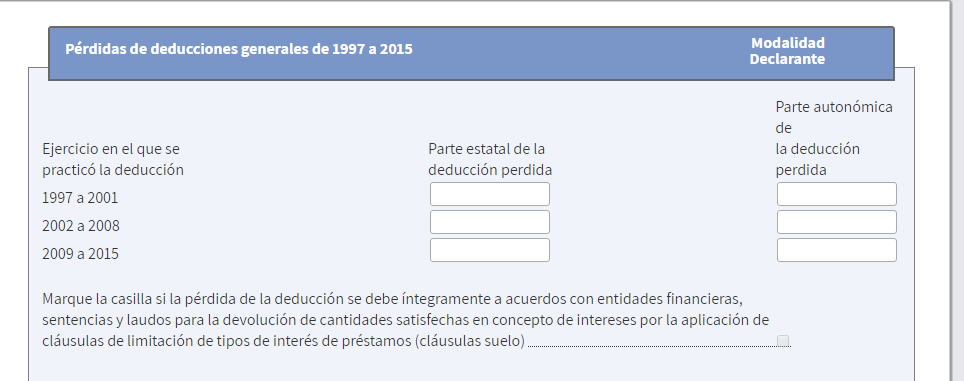 Pérdidas de deducciones generales de 1997 a 2015
Modalidad
Declarante
Parte autonómica
de
Ejercicio en el que se Parte estatal de la la deducción
practicó la deducción deducción perdida perdida
1997 a 2001
2002 a 2008
2009 a 2015
Marque la casilla si la pérdida de la deducción se debe íntegramente a acuerdos con entidades financieras,
sentencias y laudos para la devolución de cantidades satisfechas en concepto de intereses por la aplicación de
cláusulas de limitación de tipos de interés de préstamos (cláusulas suelo)